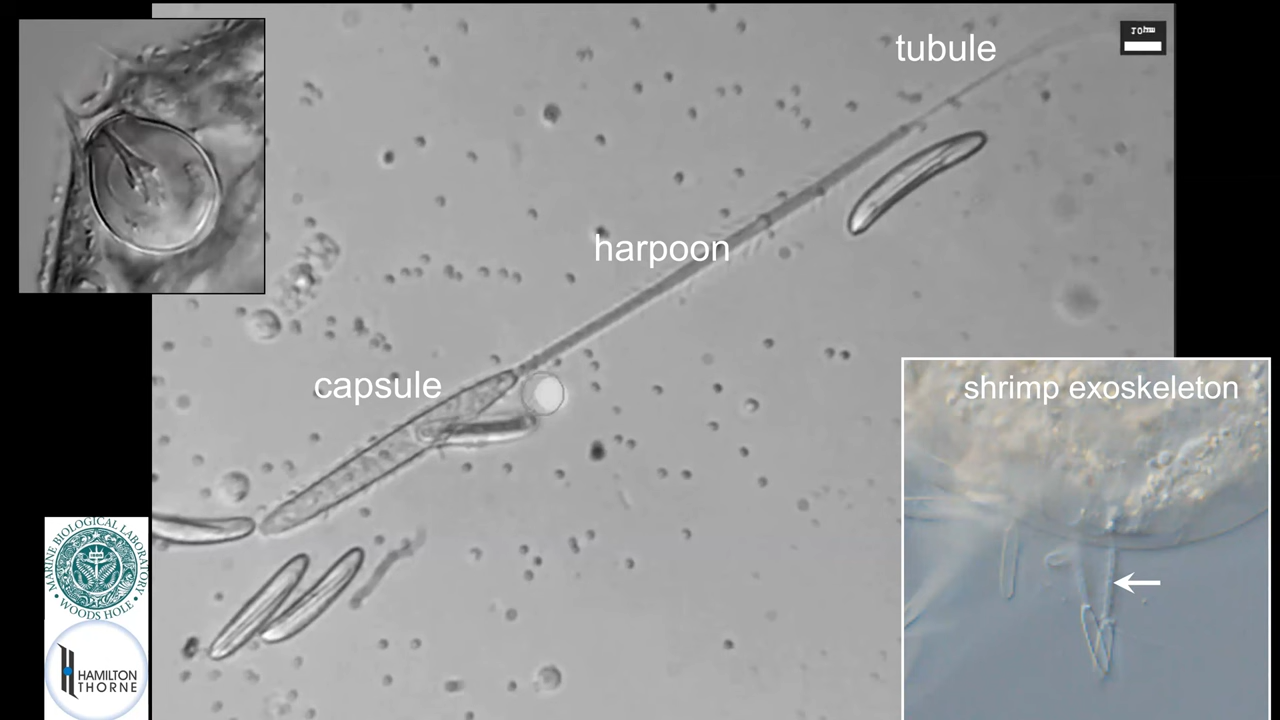 tubule
harpoon
capsule
shrimp exoskeleton
MARINE BIOLOGICAL LABORATORY
WOODS HOLE
HAMILTON
THORNE